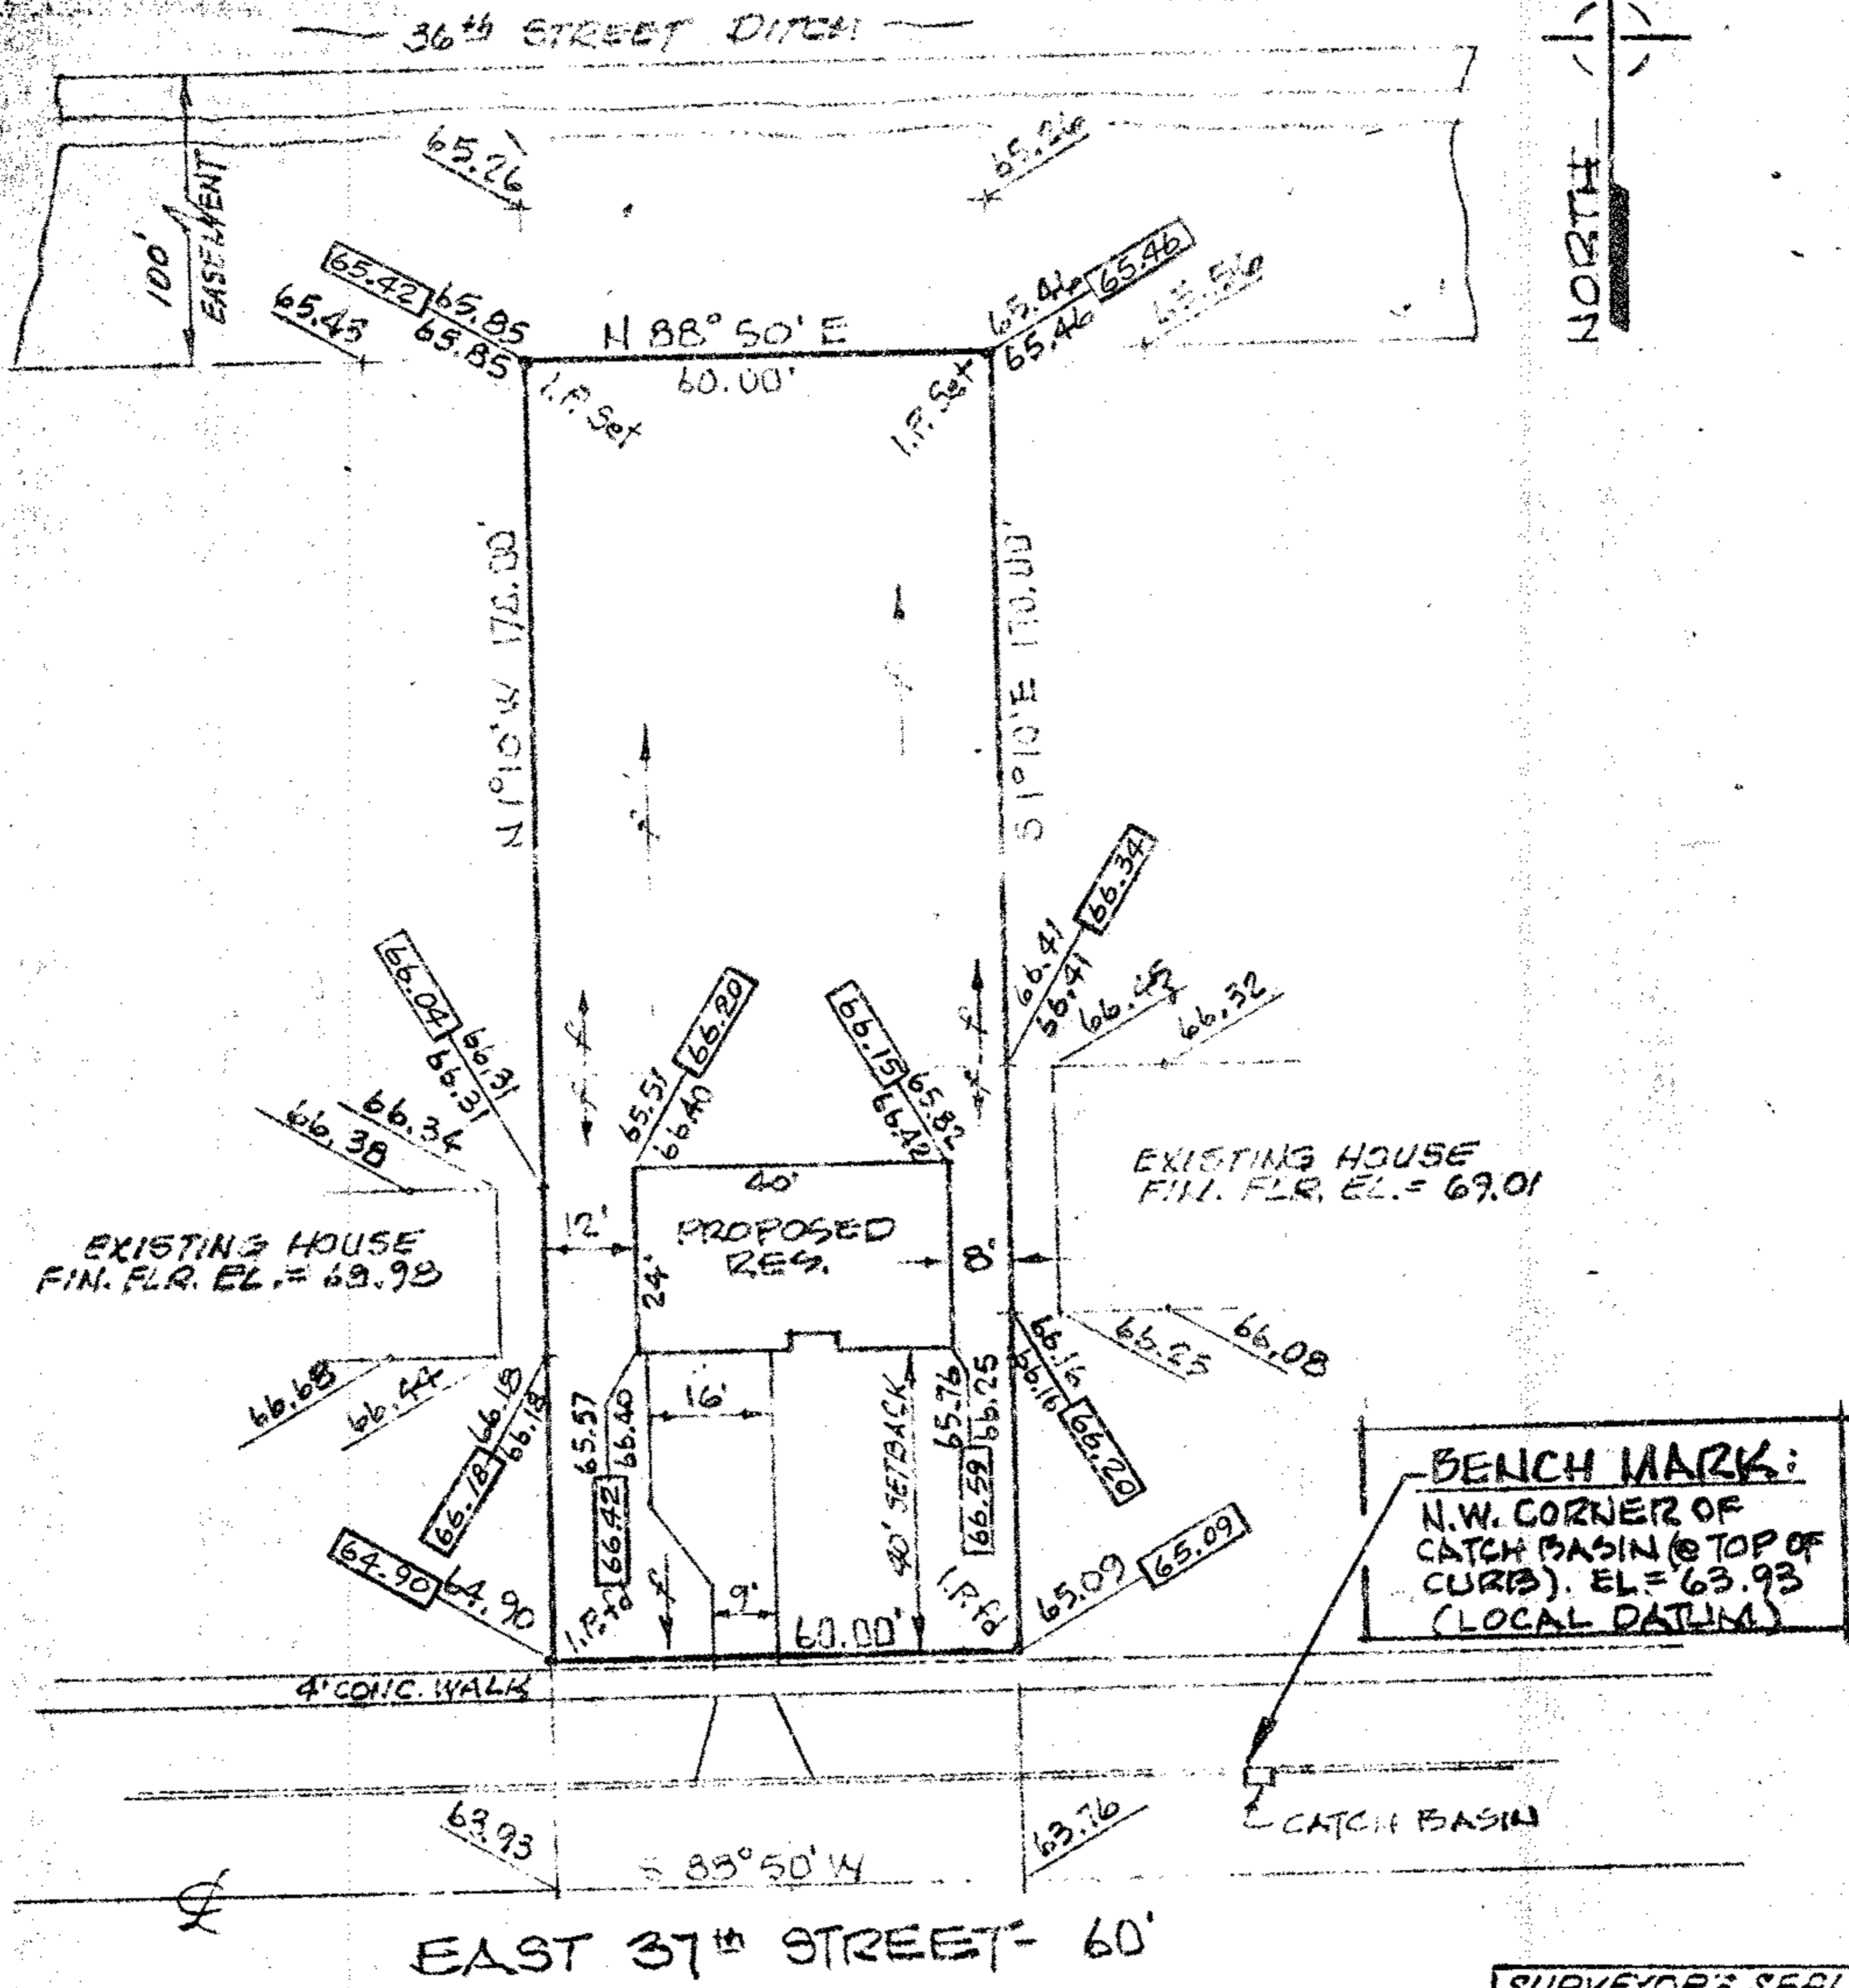 36th STREET DITCH
NORTH
100'
EASEMENT
65.26
65.26
65.42
65.85
65.85
65.43
65.46
65.46
65.46
65.56
N 88° 50' E
60.00'
I.P. Set
I.P. Set
N 1°10' W
S 1°10' E 170.00'
66.34
66.41
66.41
66.32
66.04
66.31
66.31
66.34
66.38
65.51
66.40
66.20
66.15
65.82
66.42
EXISTING HOUSE
FIN. FLR. EL. = 69.01
EXISTING HOUSE
FIN. FLR. EL. =
40'
12'
PROPOSED
RES.
8'
24'
66.68
66.44
66.18
66.18
66.18
65.57
66.40
66.42
16'
40' SETBACK
65.76
66.25
66.59
66.16
66.16
66.20
66.25
66.08
64.90
64.90
I.P. fd
9'
60.00'
I.P. fd
65.09
65.09
BENCH MARK:
N.W. CORNER OF
CATCH BASIN (@ TOP OF
CURB). EL = 63.93
(LOCAL DATUM)
4' CONC. WALK
CATCH BASIN
63.93
63.76
℄
EAST 37th STREET - 60'
SURVEYOR'S SEAL